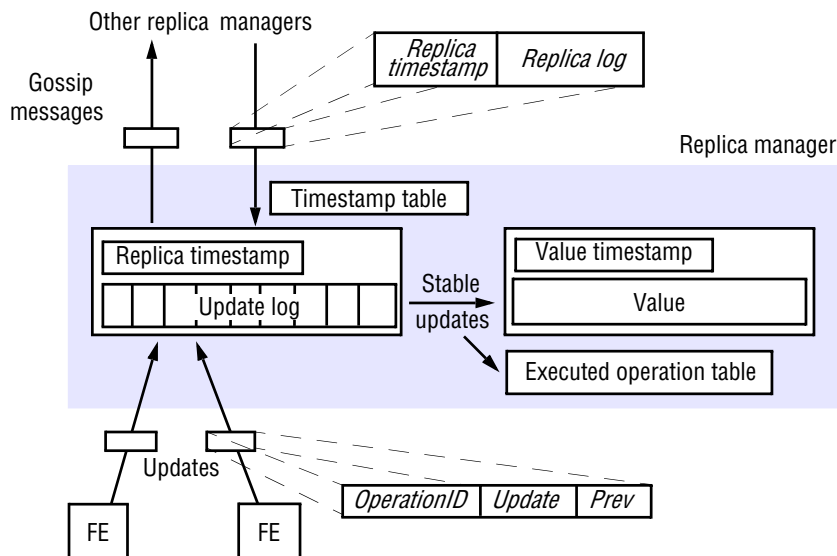 Other replica managers
Replica timestamp
Replica log
Gossip messages
Replica manager
Timestamp table
Replica timestamp
Update log
Stable updates
Value timestamp
Value
Executed operation table
Updates
OperationID
Update
Prev
FE
FE